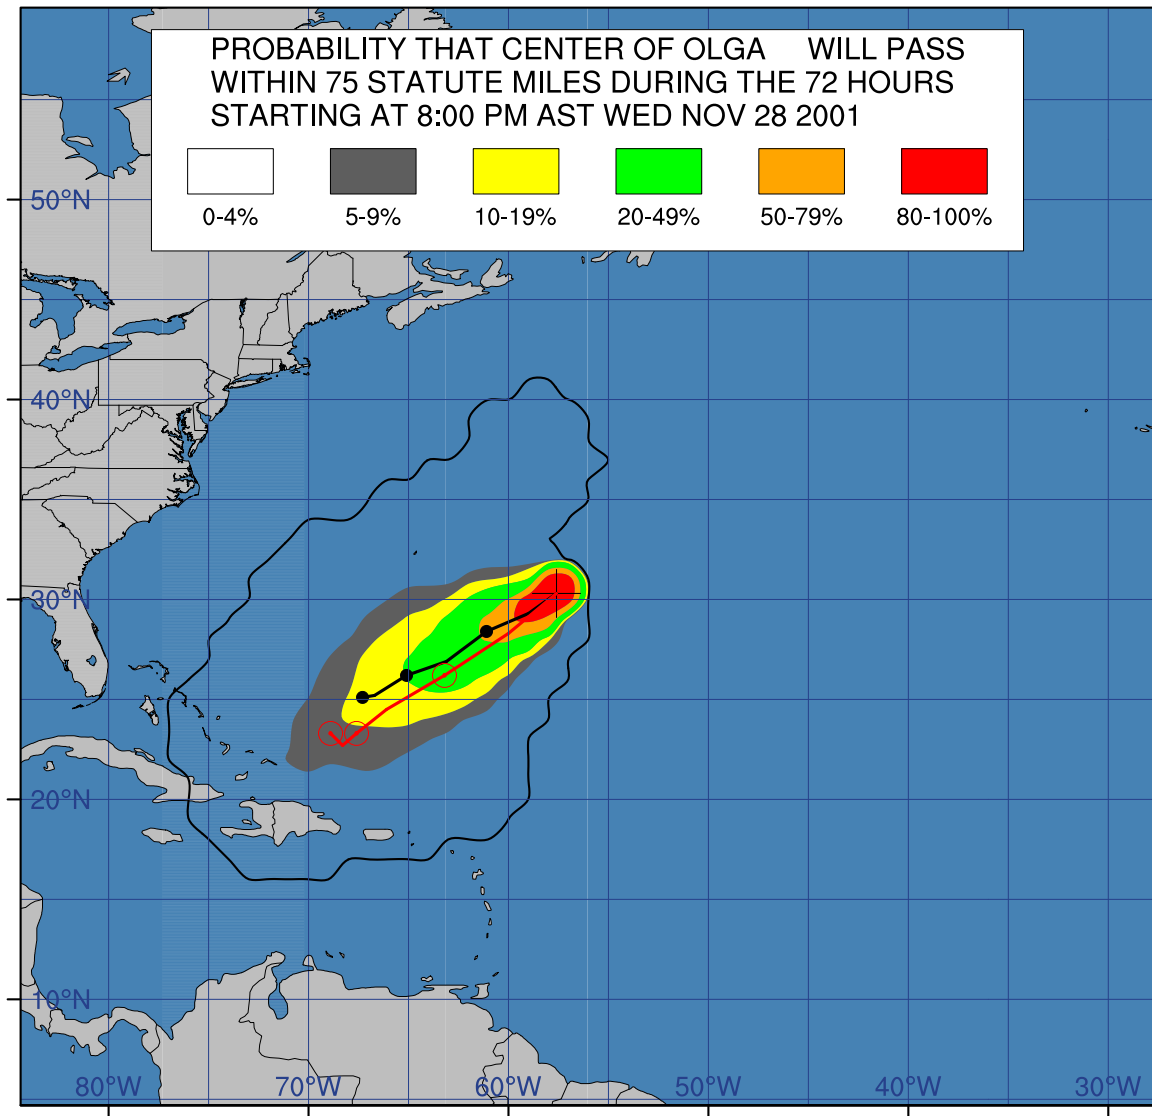 PROBABILITY THAT CENTER OF OLGA WILL PASS
WITHIN 75 STATUTE MILES DURING THE 72 HOURS
STARTING AT 8:00 PM AST WED NOV 28 2001
0-4% 5-9% 10-19% 20-49% 50-79% 80-100%
50°N
40°N
30°N
20°N
10°N
80°W 70°W 60°W 50°W 40°W 30°W